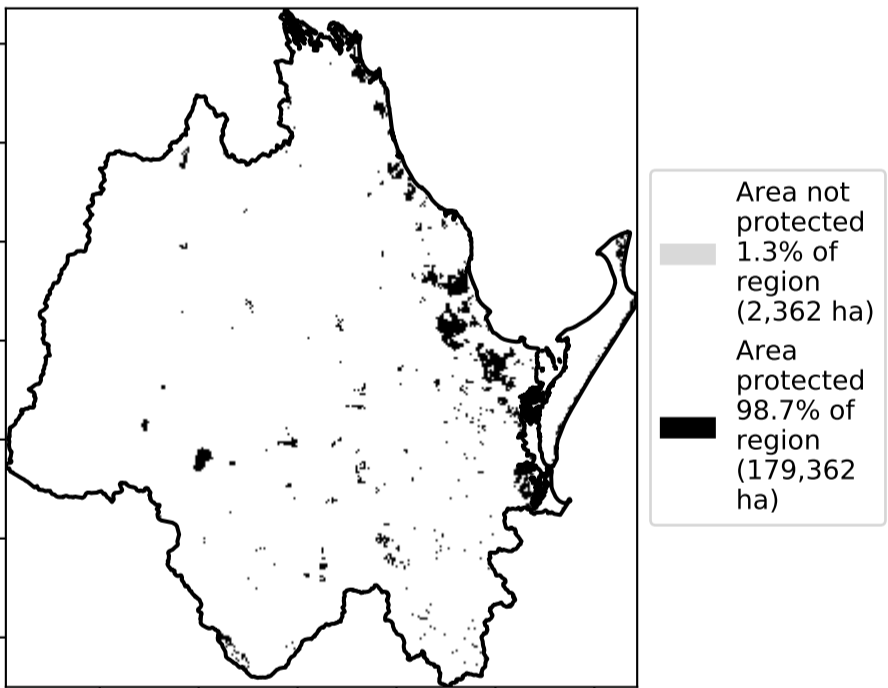 Area not
protected
1.3% of
region
(2,362 ha)
Area
protected
98.7% of
region
(179,362
ha)